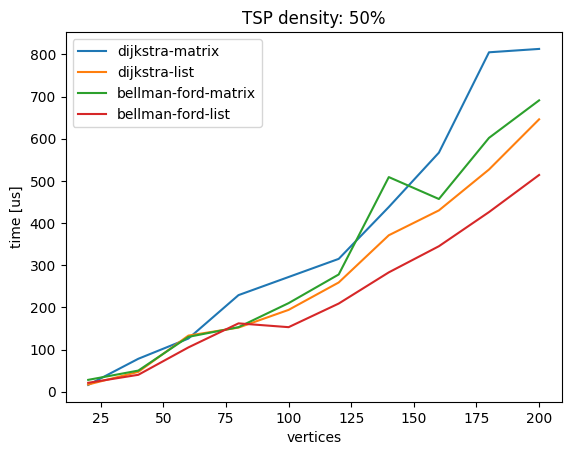 TSP density: 50%
dijkstra-matrix
dijkstra-list
bellman-ford-matrix
bellman-ford-list
time [us]
800
700
600
500
400
300
200
100
0
25
50
75
100
125
150
175
200
vertices